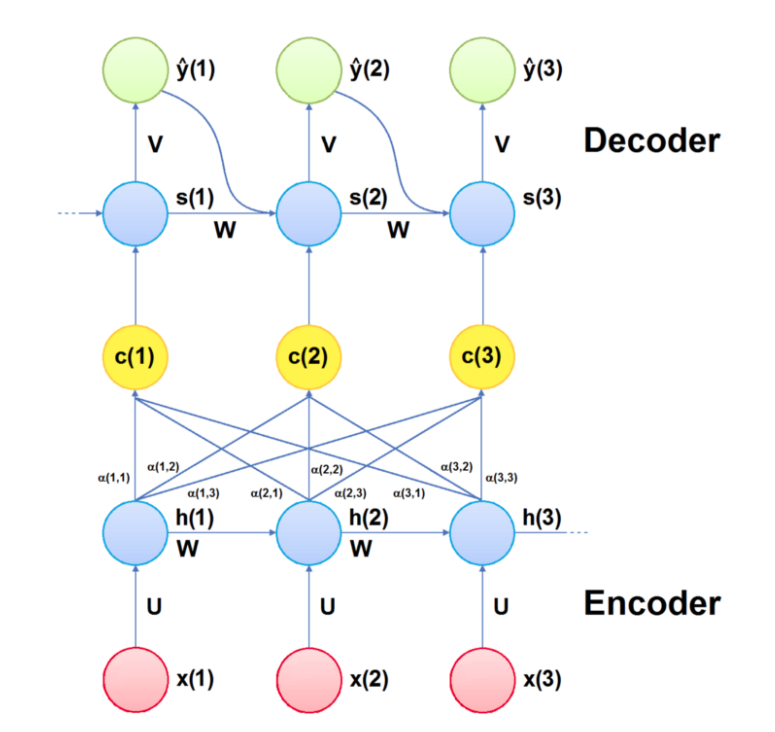 ŷ(1)
ŷ(2)
ŷ(3)
V
V
V
Decoder
s(1)
s(2)
s(3)
W
W
c(1)
c(2)
c(3)
α(1,1)
α(1,2)
α(1,3)
α(2,1)
α(2,2)
α(2,3)
α(3,1)
α(3,2)
α(3,3)
h(1)
h(2)
h(3)
W
W
U
U
U
Encoder
x(1)
x(2)
x(3)